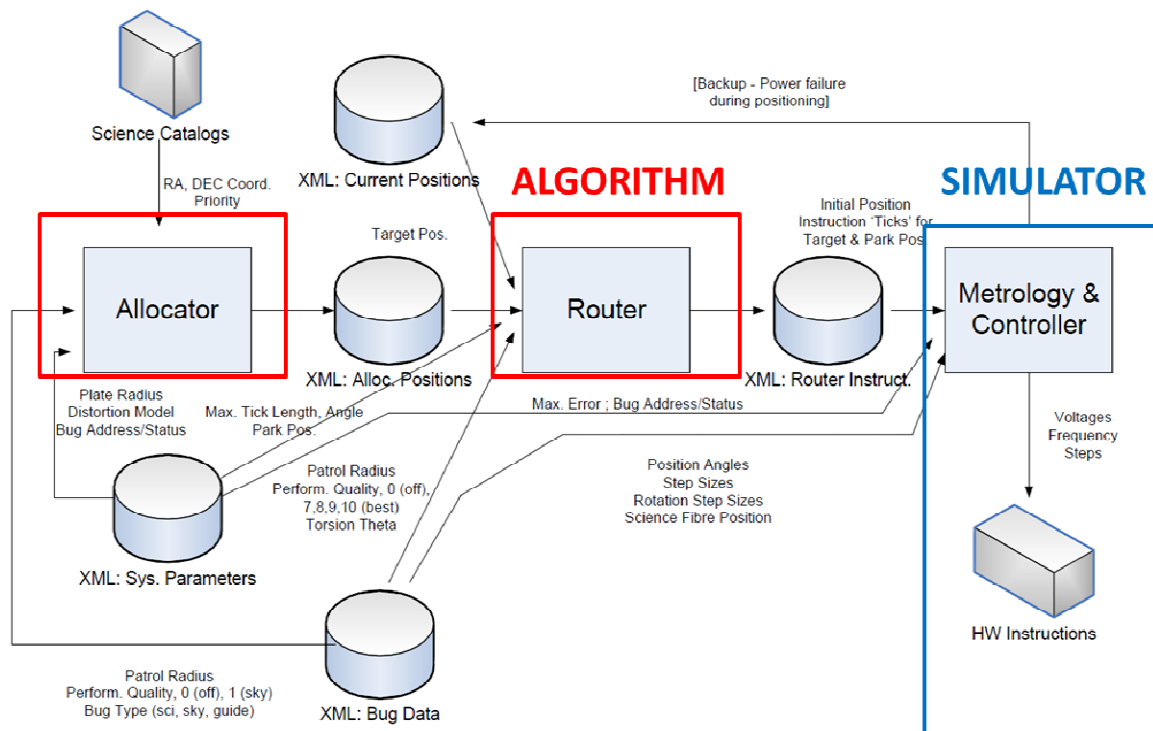 [Backup - Power failure
during positioning]
Science Catalogs
XML: Current Positions
ALGORITHM
SIMULATOR
RA, DEC Coord.
Priority
Initial Position
Instruction 'Ticks' for
Target & Park Pos.
Target Pos.
Allocator
Router
Metrology &
Controller
XML: Alloc. Positions
XML: Router Instruct.
Plate Radius
Distortion Model
Bug Address/Status
Max. Tick Length, Angle
Park Pos.
Max. Error ; Bug Address/Status
Voltages
Frequency
Steps
Patrol Radius
Perform. Quality, 0 (off),
7,8,9,10 (best)
Torsion Theta
Position Angles
Step Sizes
Rotation Step Sizes
Science Fibre Position
XML: Sys. Parameters
HW Instructions
Patrol Radius
Perform. Quality, 0 (off), 1 (sky)
Bug Type (sci, sky, guide)
XML: Bug Data